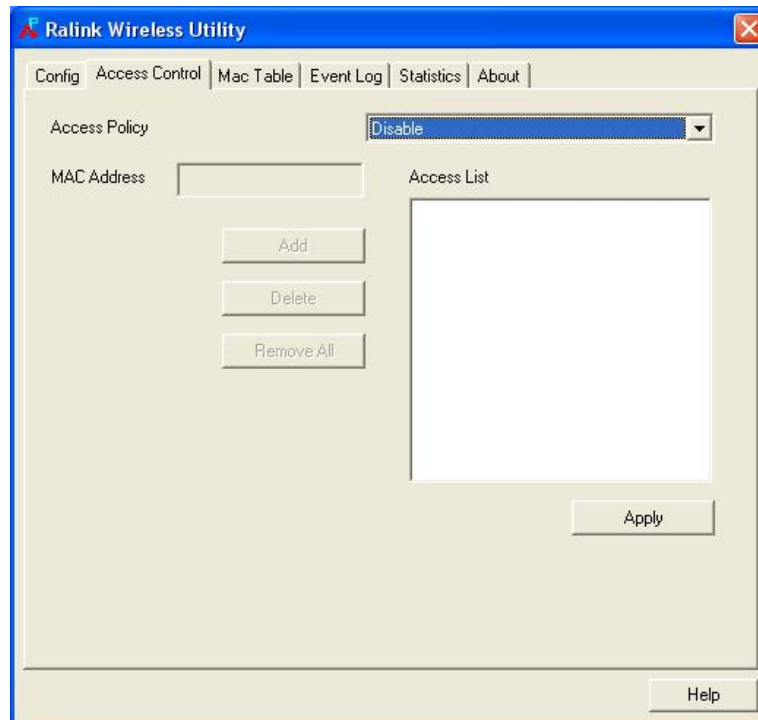 Ralink Wireless Utility
Config Access Control Mac Table Event Log Statistics About
Access Policy Disable
MAC Address Access List
Add
Delete
Remove All
Apply
Help